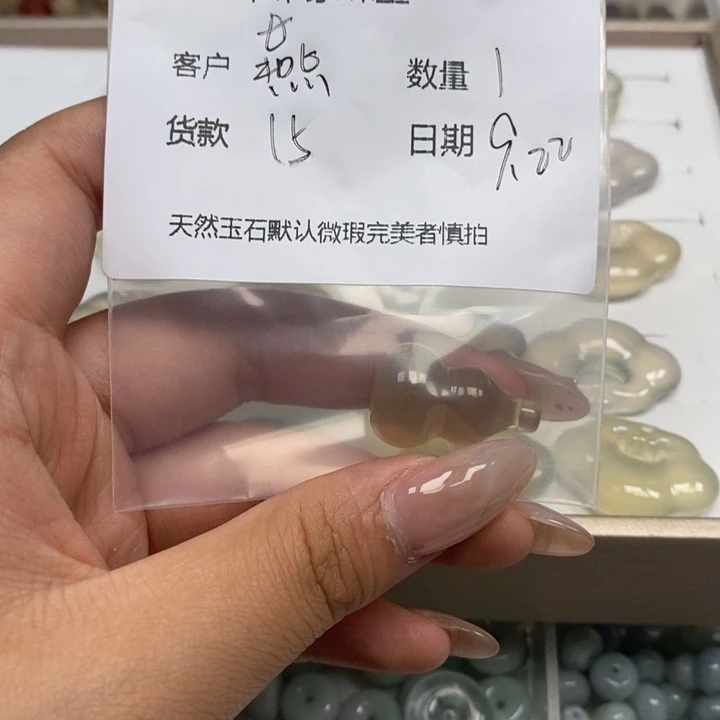 客户 数量 1
货款 15 日期 9.22
天然玉石默认微瑕完美者慎拍